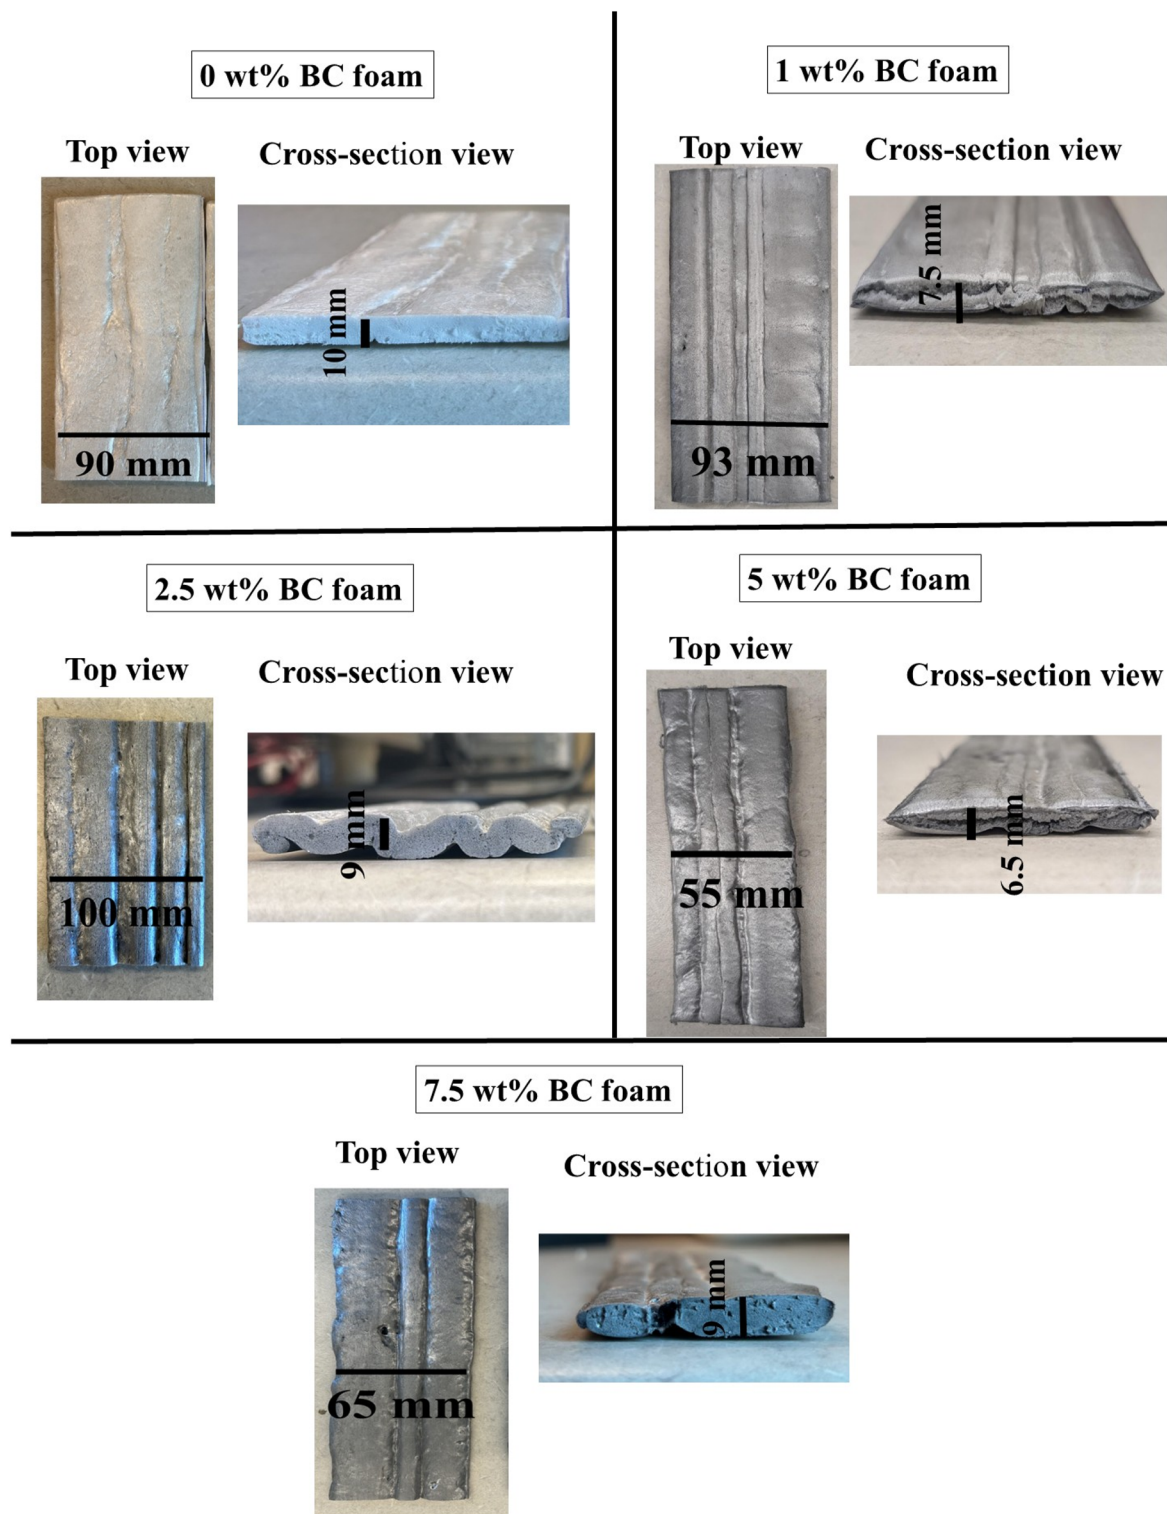 0 wt% BC foam
Top view
Cross-section view
90 mm
10 mm
1 wt% BC foam
Top view
Cross-section view
93 mm
7.5 mm
2.5 wt% BC foam
Top view
Cross-section view
100 mm
9 mm
5 wt% BC foam
Top view
Cross-section view
55 mm
6.5 mm
7.5 wt% BC foam
Top view
Cross-section view
65 mm
9 mm